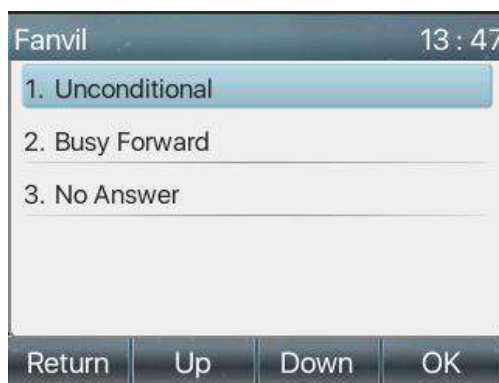 Fanvil 13 : 47
1. Unconditional
2. Busy Forward
3. No Answer
Return Up Down OK